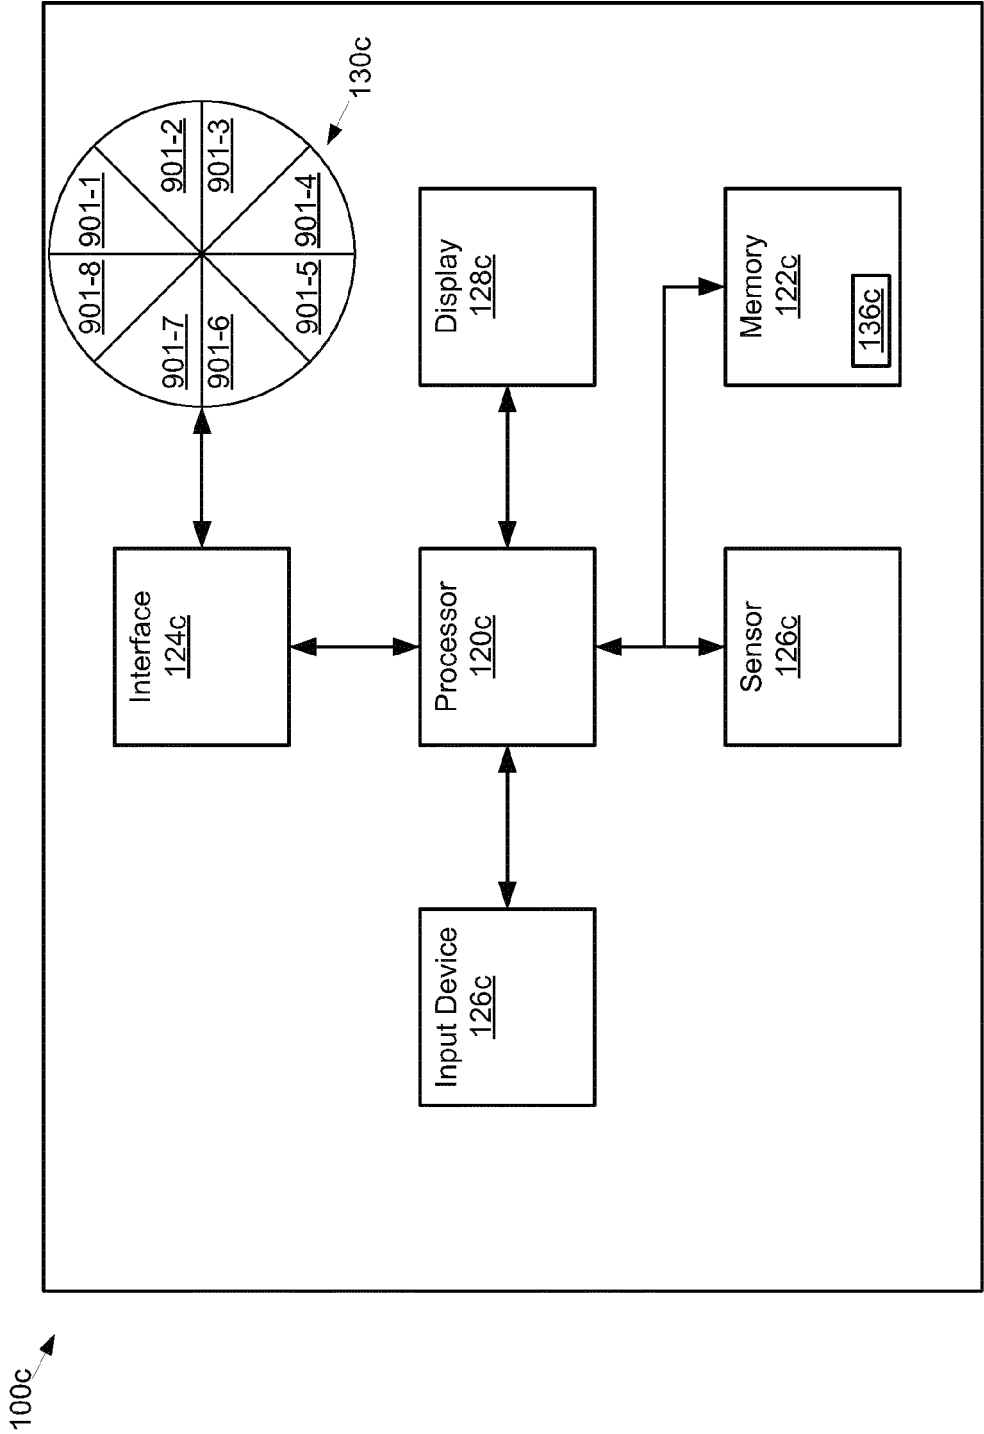 100c
Input Device
126c
Interface
124c
Processor
120c
Sensor
126c
Display
128c
Memory
122c
136c
130c
901-1
901-2
901-3
901-4
901-5
901-6
901-7
901-8